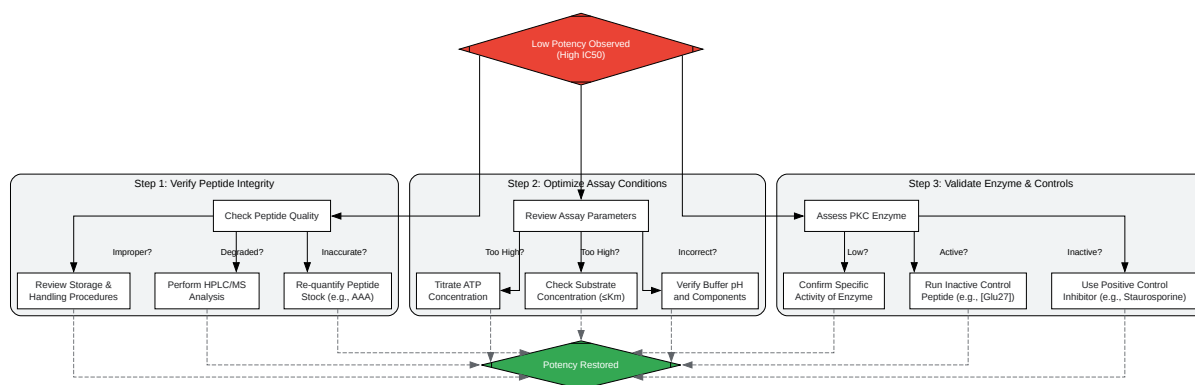 Low Potency Observed
(High IC50)
Step 1: Verify Peptide Integrity
Step 2: Optimize Assay Conditions
Step 3: Validate Enzyme & Controls
Check Peptide Quality
Review Assay Parameters
Assess PKC Enzyme
Improper?
Degraded?
Inaccurate?
Too High?
Too High?
Incorrect?
Low?
Active?
Inactive?
Review Storage &
Handling Procedures
Perform HPLC/MS
Analysis
Re-quantify Peptide
Stock (e.g., AAA)
Titrate ATP
Concentration
Check Substrate
Concentration (≤Km)
Verify Buffer pH
and Components
Confirm Specific
Activity of Enzyme
Run Inactive Control
Peptide (e.g., [Glu27])
Use Positive Control
Inhibitor (e.g., Staurosporine)
Potency Restored